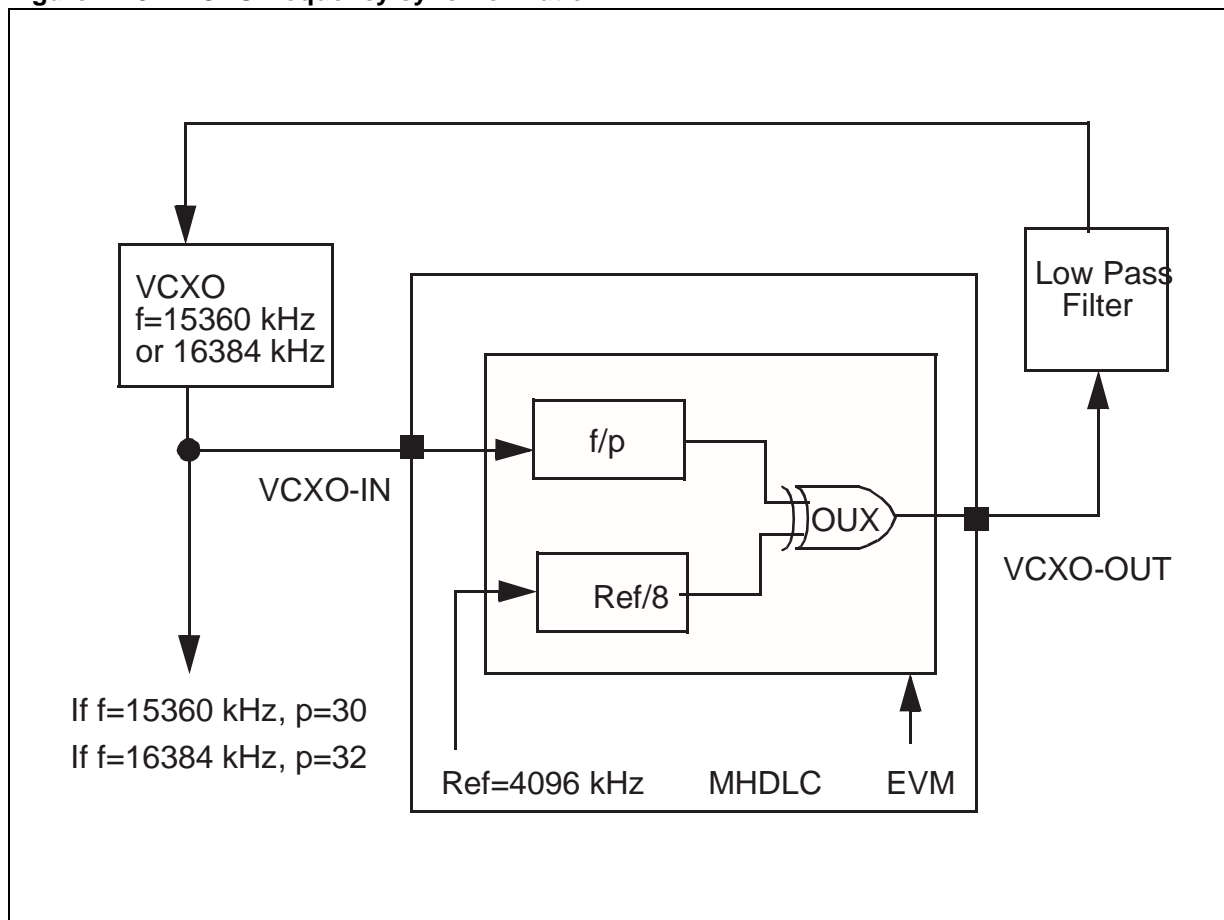 VCXO
f=15360 kHz
or 16384 kHz
Low Pass
Filter
f/p
OUX
VCXO-IN
Ref/8
VCXO-OUT
If f=15360 kHz, p=30
If f=16384 kHz, p=32
Ref=4096 kHz
MHDLC
EVM